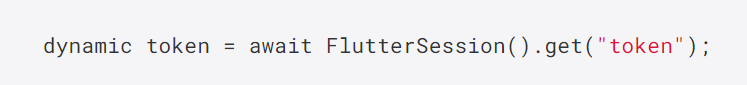 dynamic token = await FlutterSession().get("token");